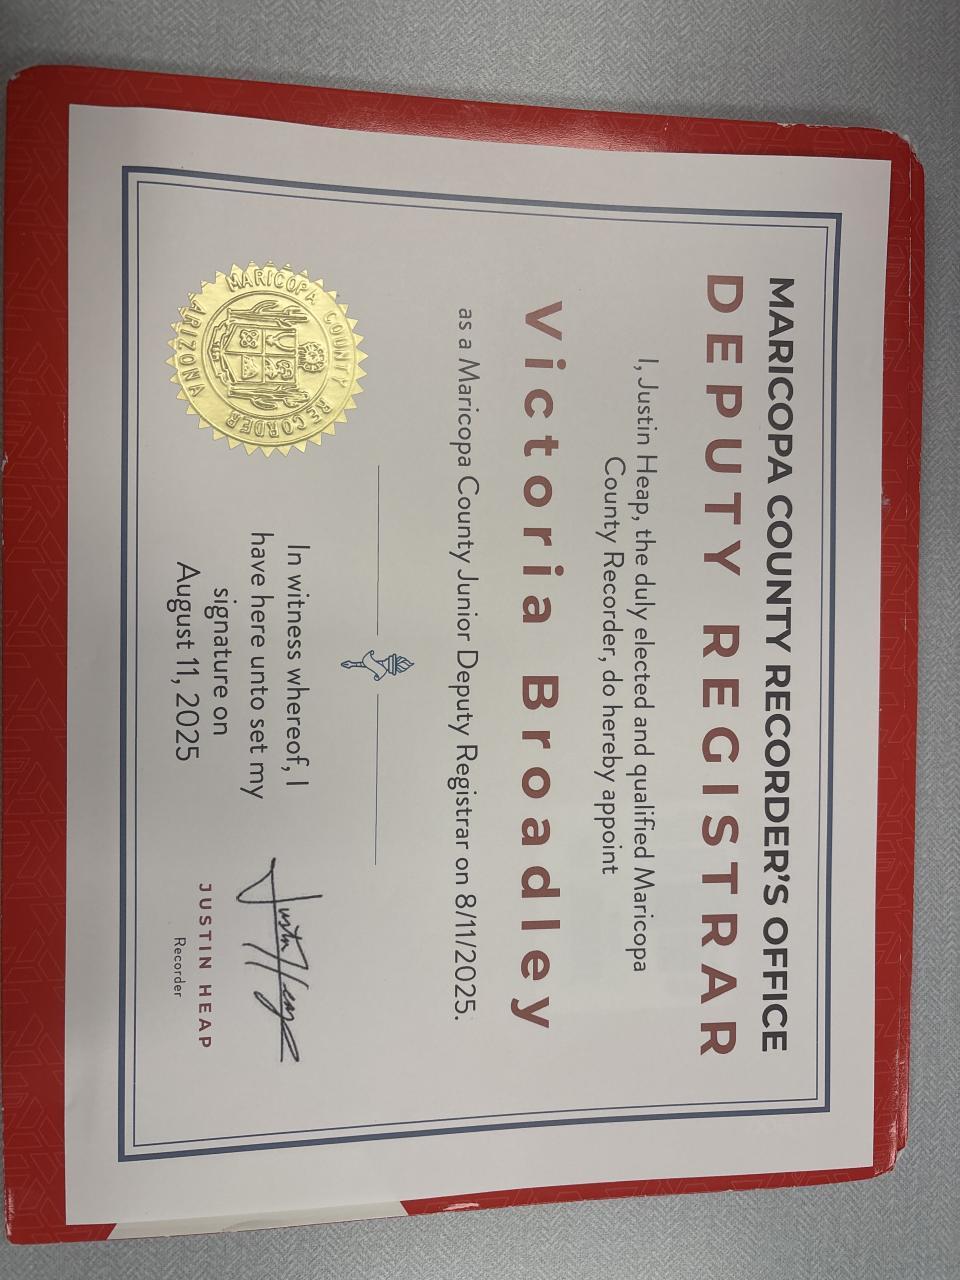 MARICOPA COUNTY RECORDER'S OFFICE
DEPUTY REGISTRAR
I, Justin Heap, the duly elected and qualified Maricopa
County Recorder, do hereby appoint
Victoria Broadley
as a Maricopa County Junior Deputy Registrar on 8/11/2025.
MARICOPA COUNTY RECORDER
ARIZONA
In witness whereof, I
have here unto set my
signature on
August 11, 2025
Justin Heap
JUSTIN HEAP
Recorder